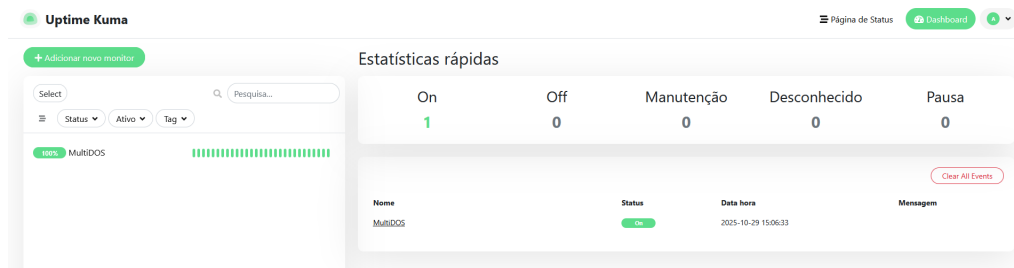 Uptime Kuma
Página de Status
Dashboard
A
+ Adicionar novo monitor
Select
Pesquisa...
Status
Ativo
Tag
100% MultiDOS
Estatísticas rápidas
On Off Manutenção Desconhecido Pausa
1 0 0 0 0
Clear All Events
Nome Status Data hora Mensagem
MultiDOS On 2025-10-29 15:06:33